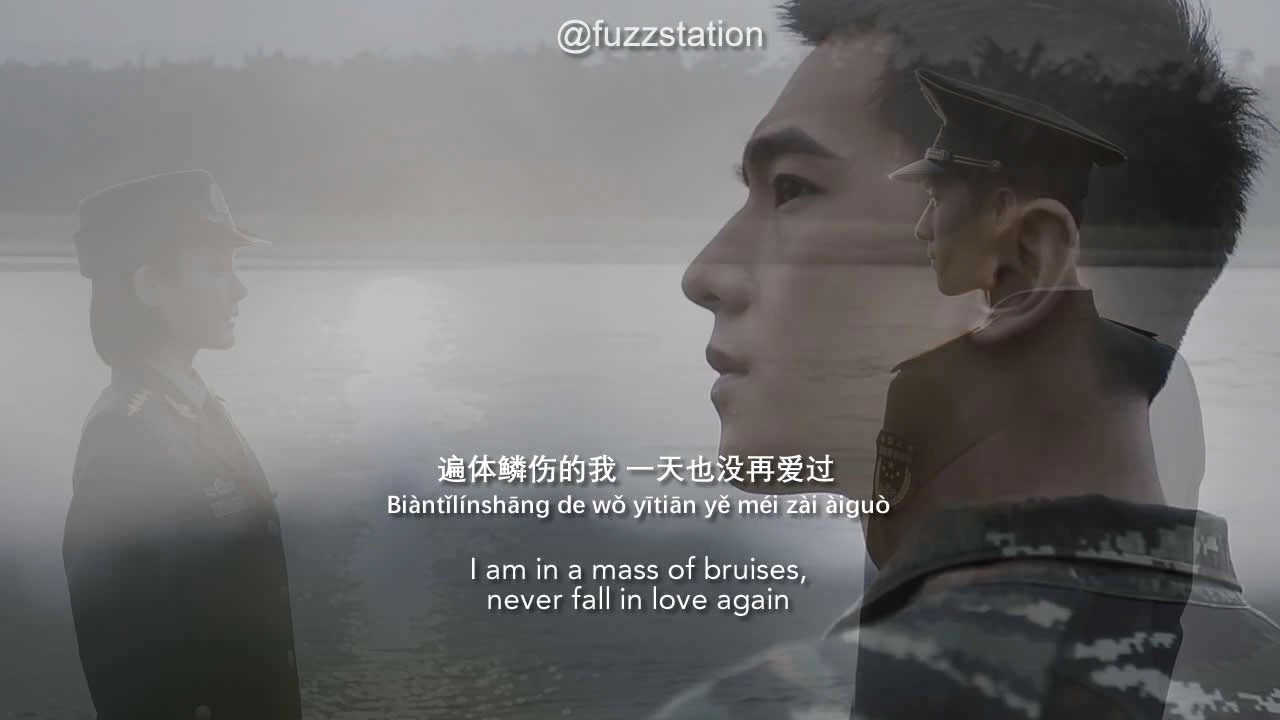 @fuzzstation
遍体鳞伤的我 一天也没再爱过
Biàntǐlínshāng de wǒ yītiān yě méi zài àiguò
I am in a mass of bruises,
never fall in love again